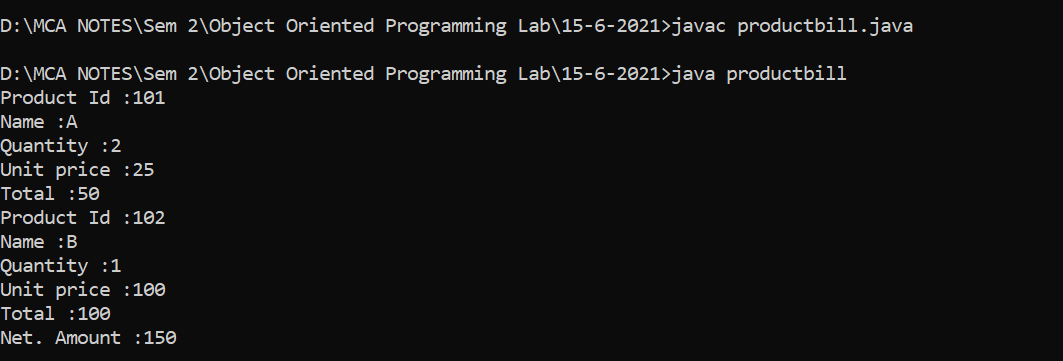 D:\MCA NOTES\Sem 2\Object Oriented Programming Lab\15-6-2021>javac productbill.java
D:\MCA NOTES\Sem 2\Object Oriented Programming Lab\15-6-2021>java productbill
Product Id :101
Name :A
Quantity :2
Unit price :25
Total :50
Product Id :102
Name :B
Quantity :1
Unit price :100
Total :100
Net. Amount :150